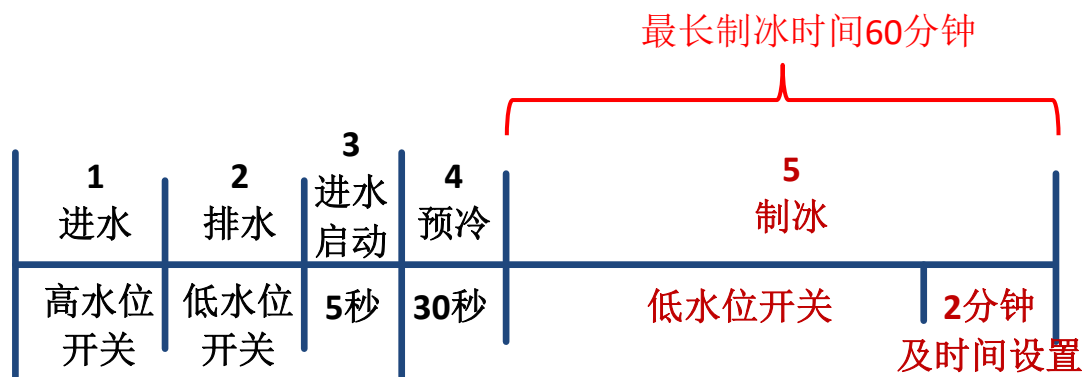 最长制冰时间60分钟
1
进水
2
排水
3
进水
启动
4
预冷
5
制冰
高水位
开关
低水位
开关
5秒
30秒
低水位开关
2分钟
及时间设置